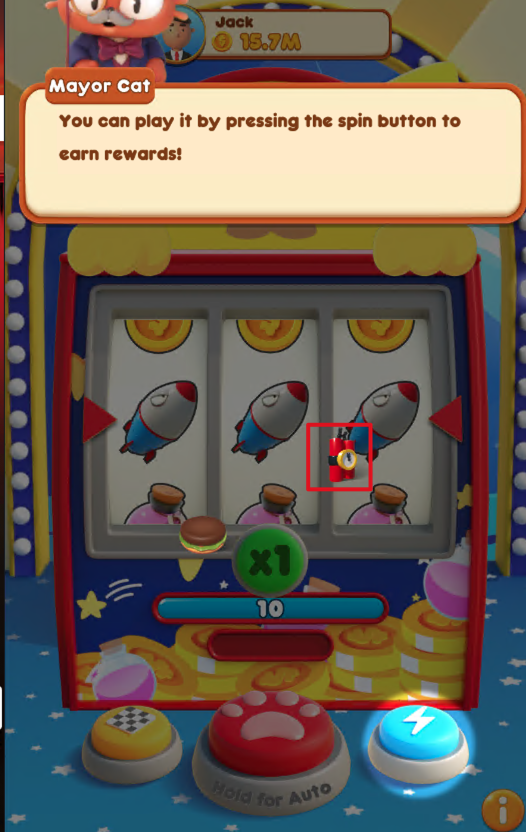 Jack
15.7M
Mayor Cat
You can play it by pressing the spin button to
earn rewards!
x1
10
Hold for Auto
i